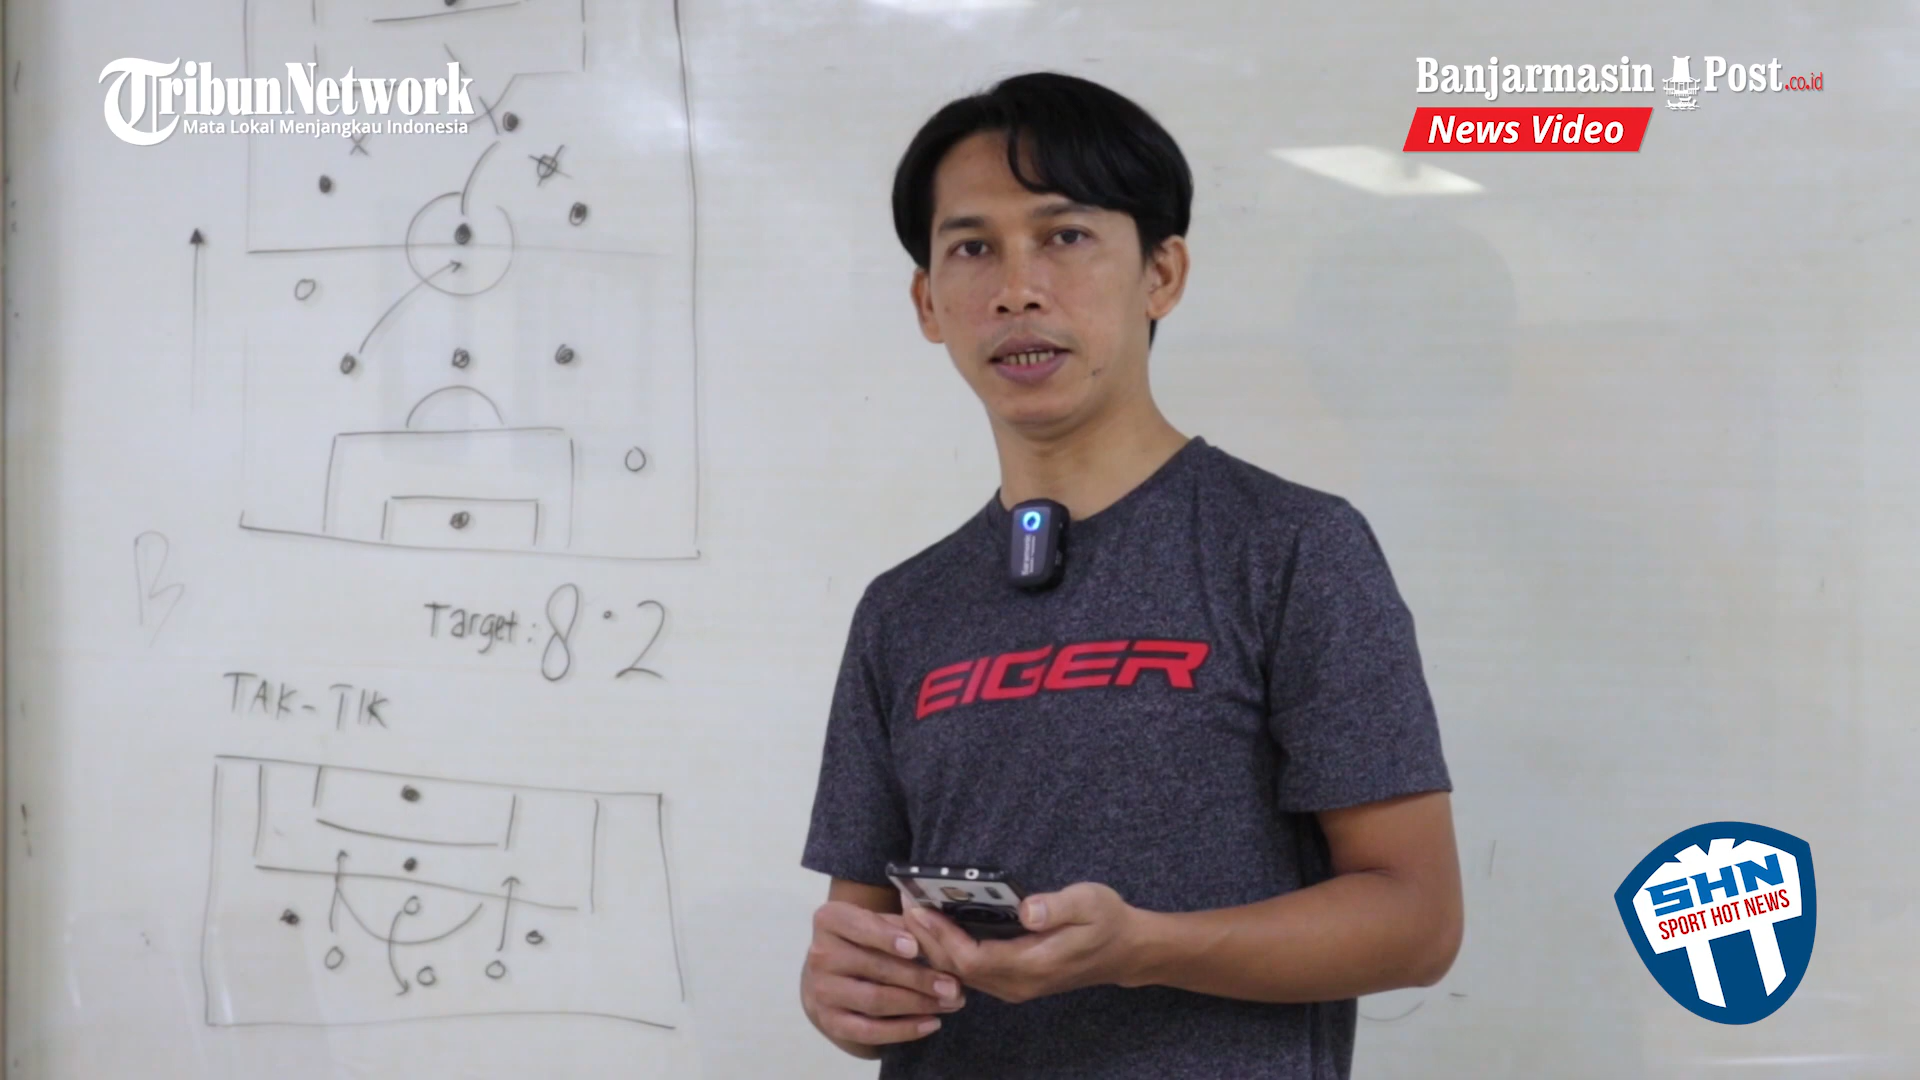 TribunNetwork
Mata Lokal Menjangkau Indonesia
Banjarmasin Post.co.id
News Video
B
Target: 8.2
TAK-TIK
EIGER
SHN
SPORT HOT NEWS